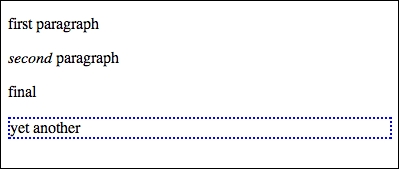 first paragraph
second paragraph
final
yet another